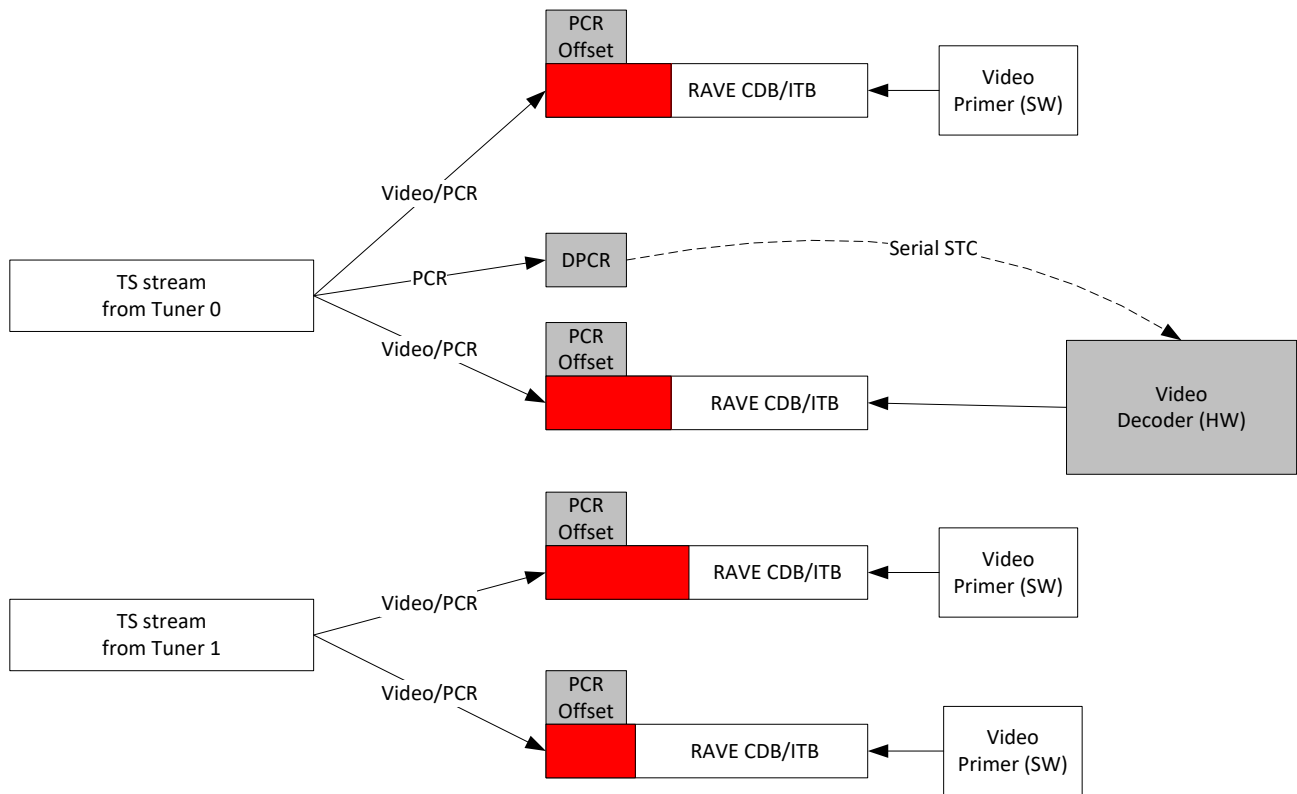 PCR
Offset
RAVE CDB/ITB
Video
Primer (SW)
Video/PCR
Serial STC
DPCR
PCR
TS stream
from Tuner 0
PCR
Offset
Video/PCR
RAVE CDB/ITB
Video
Decoder (HW)
PCR
Offset
RAVE CDB/ITB
Video
Primer (SW)
Video/PCR
TS stream
from Tuner 1
PCR
Offset
Video/PCR
RAVE CDB/ITB
Video
Primer (SW)